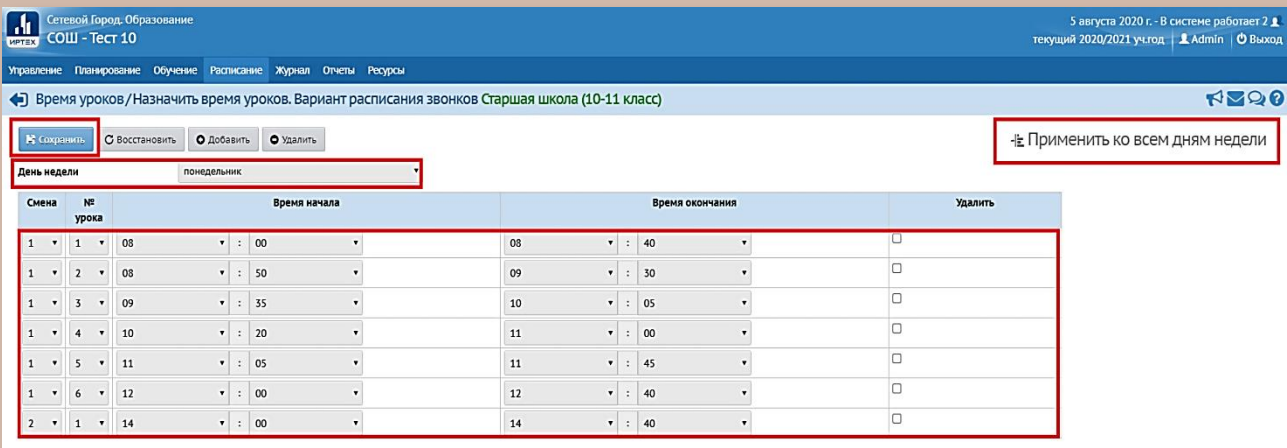 Сетевой Город. Образование
5 августа 2020 г. - В системе работает 2
ИРТЕХ СОШ - Тест 10
текущий 2020/2021 уч.год Admin Выход
Управление Планирование Обучение Расписание Журнал Отчеты Ресурсы
Время уроков/Назначить время уроков. Вариант расписания звонков Старшая школа (10-11 класс)
Сохранить Восстановить Добавить Удалить
Применить ко всем дням недели
День недели понедельник
Смена № урока Время начала Время окончания Удалить
1 1 08 : 00 08 : 40
1 2 08 : 50 09 : 30
1 3 09 : 35 10 : 05
1 4 10 : 20 11 : 00
1 5 11 : 05 11 : 45
1 6 12 : 00 12 : 40
2 1 14 : 00 14 : 40